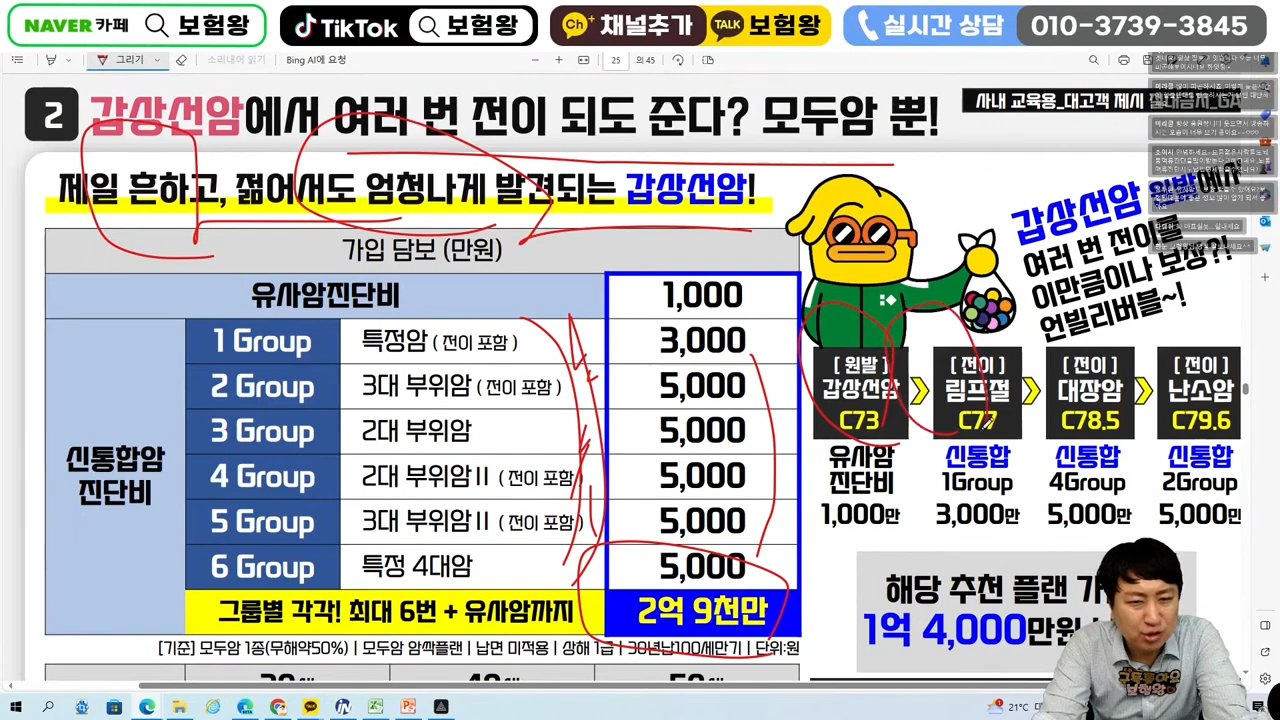 NAVER 카페 보험왕
TikTok 보험왕
Ch+ 채널추가 TALK 보험왕
실시간 상담 010-3739-3845
그리기 소리내어 읽기 Bing AI에 요청
25 의 45
2 갑상선암에서 여러 번 전이 되도 준다? 모두암 뿐!
사내 교육용_대고객 제시
제일 흔하고, 젊어서도 엄청나게 발견되는 갑상선암!
갑상선암 원발에서
여러 번 전이를
이만큼이나 보상?!
언빌리버블~!
가입 담보 (만원)
유사암진단비 1,000
신통합암
진단비
1 Group 특정암 ( 전이 포함 ) 3,000
2 Group 3대 부위암 ( 전이 포함 ) 5,000
3 Group 2대 부위암 5,000
4 Group 2대 부위암Ⅱ ( 전이 포함 5,000
5 Group 3대 부위암Ⅱ ( 전이 포함 ) 5,000
6 Group 특정 4대암 5,000
그룹별 각각! 최대 6번 + 유사암까지 2억 9천만
[기준] 모두암 1종(무해약50%) | 모두암 암싹플랜 | 납면 미적용 | 상해 1급 | 30년납100세만기 | 단위:원
[ 원발 ]
갑상선암
C73
유사암
진단비
1,000만
[ 전이 ]
림프절
C77
신통합
1Group
3,000만
[ 전이 ]
대장암
C78.5
신통합
4Group
5,000만
[ 전이 ]
난소암
C79.6
신통합
2Group
5,000만
해당 추천 플랜 가
1억 4,000만원
보험왕
21°C